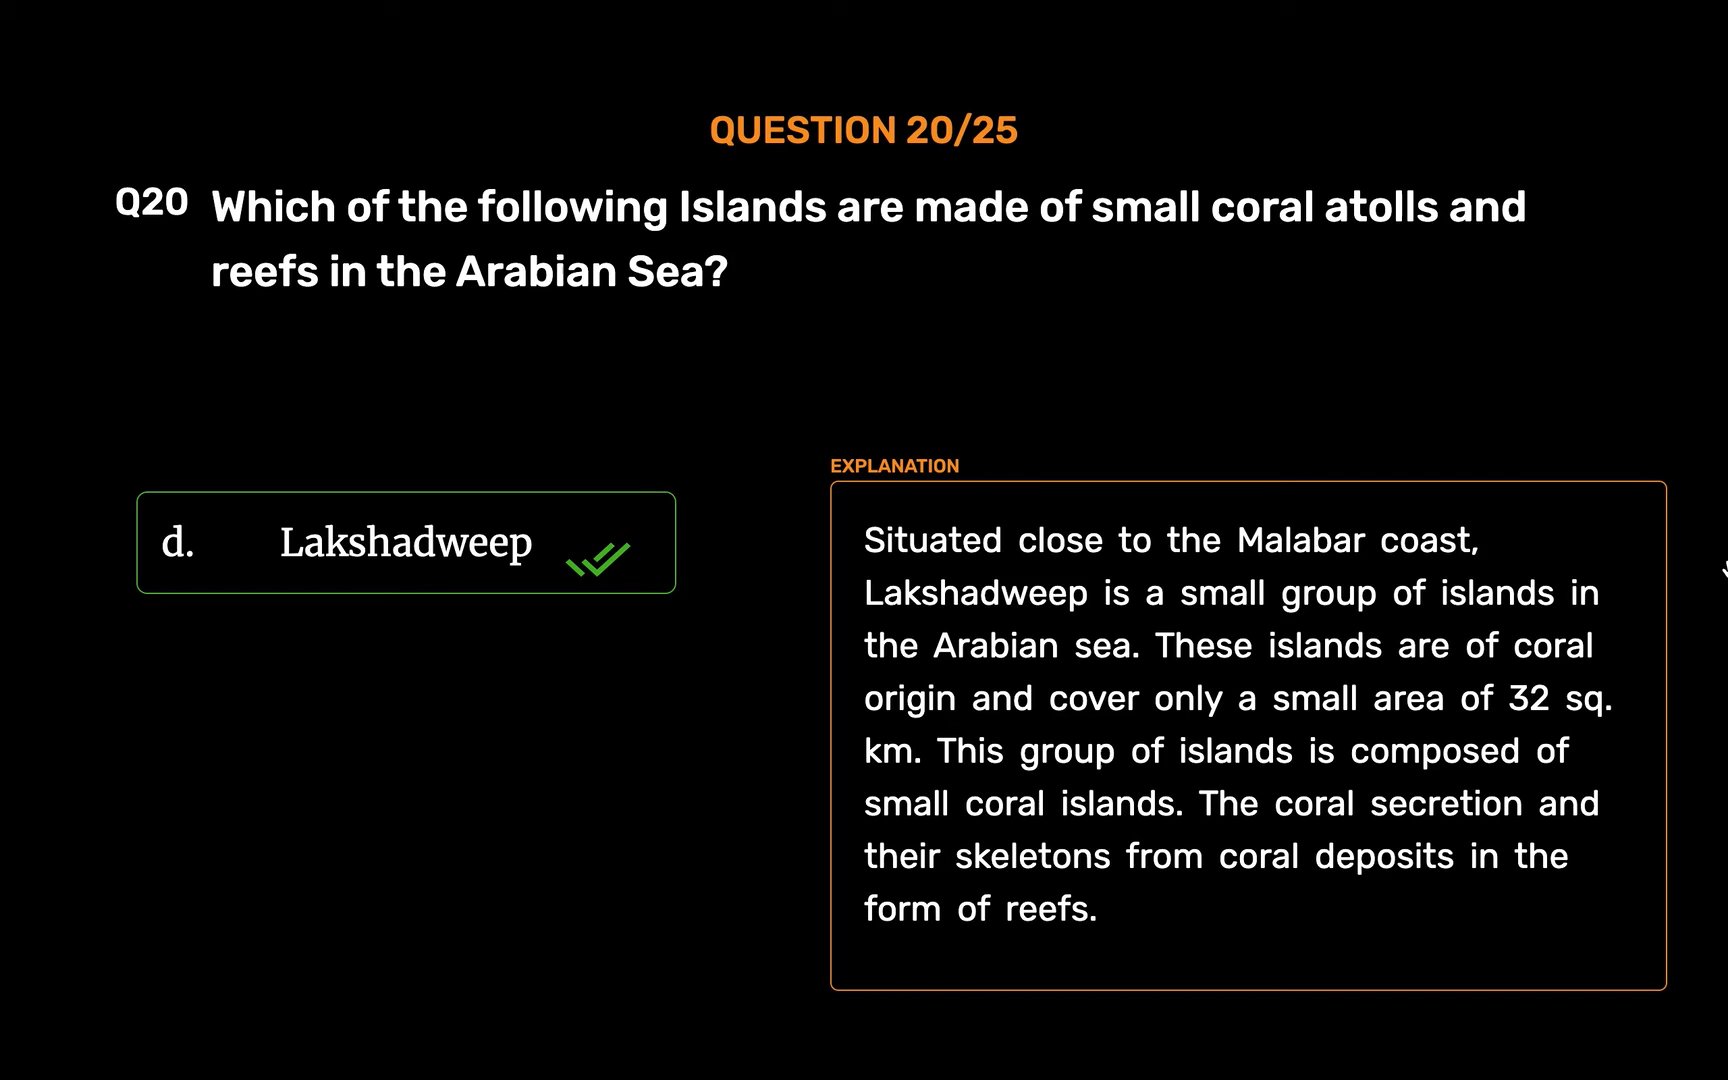 QUESTION 20/25
Q20 Which of the following Islands are made of small coral atolls and
reefs in the Arabian Sea?
d. Lakshadweep
EXPLANATION
Situated close to the Malabar coast,
Lakshadweep is a small group of islands in
the Arabian sea. These islands are of coral
origin and cover only a small area of 32 sq.
km. This group of islands is composed of
small coral islands. The coral secretion and
their skeletons from coral deposits in the
form of reefs.